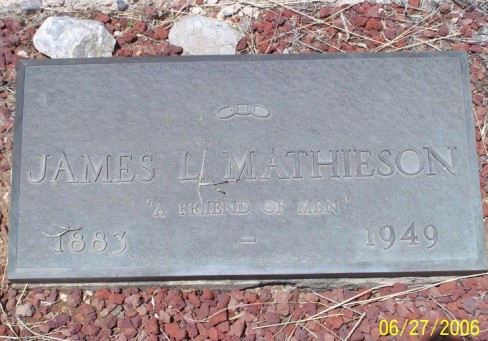 JAMES L. MATHIESON
"A FRIEND OF MEN"
1883 – 1949
06/27/2006